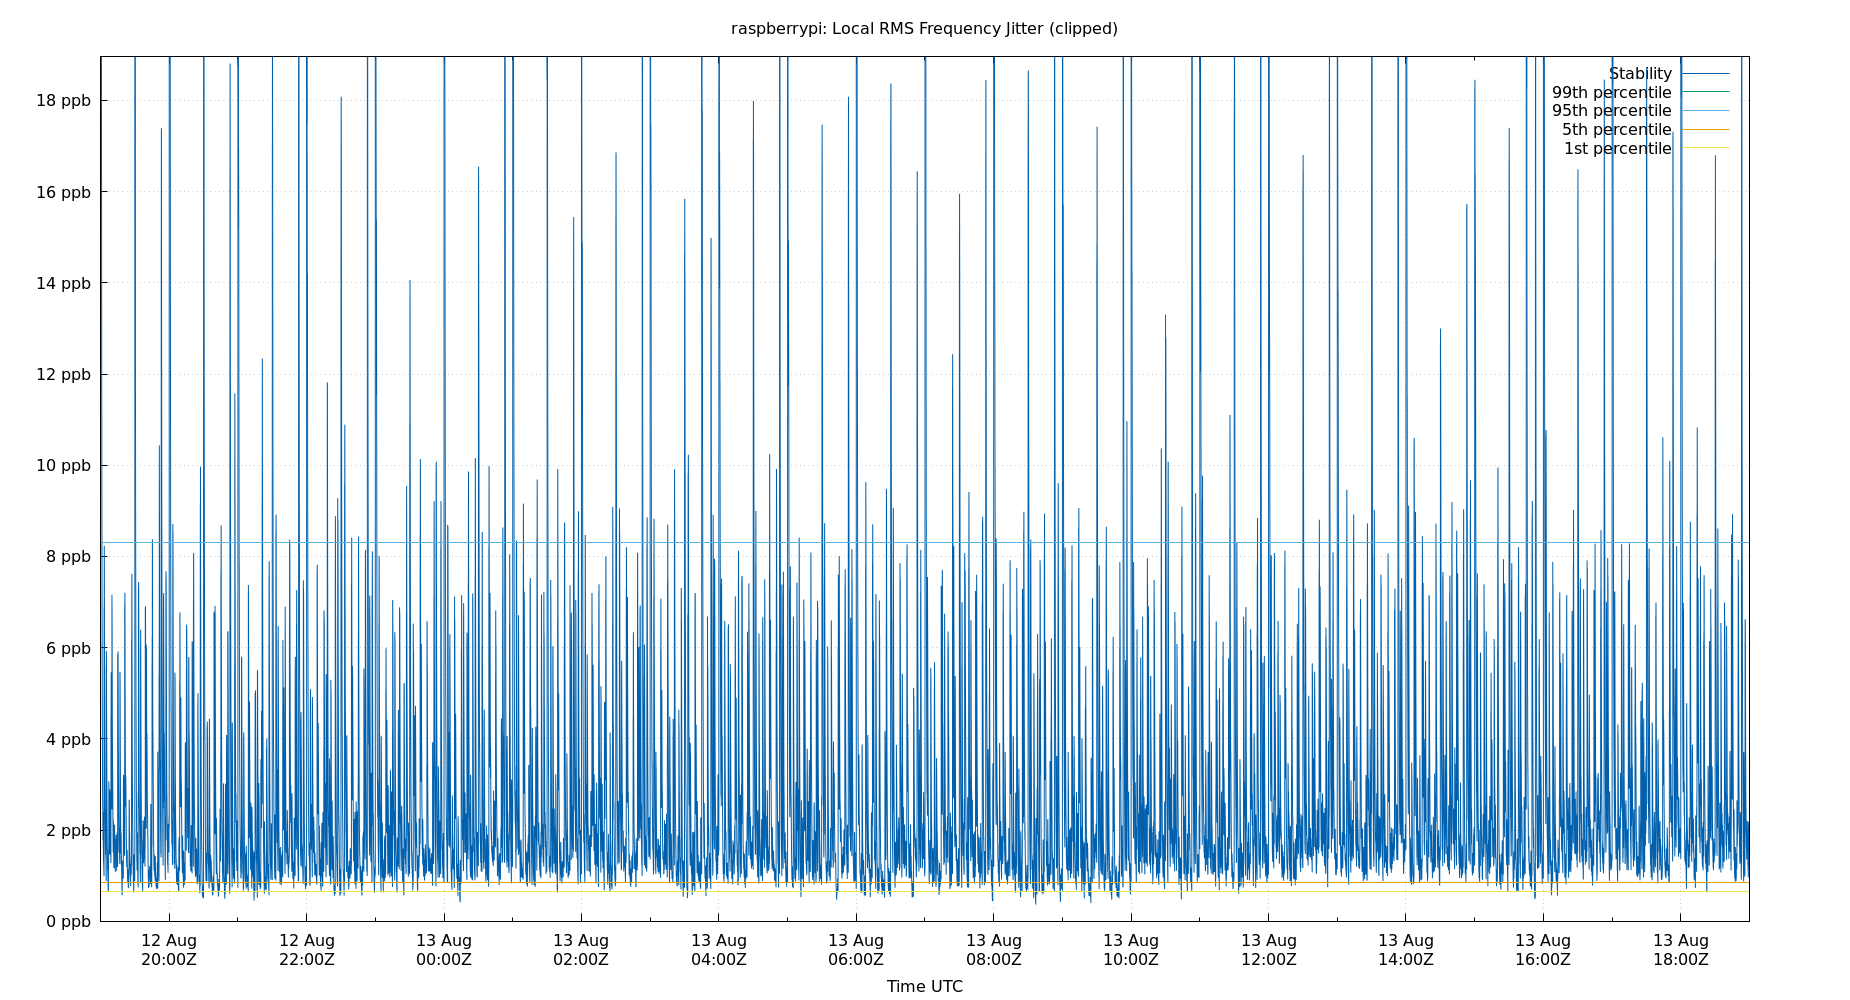 raspberrypi: Local RMS Frequency Jitter (clipped)
Stability
99th percentile
95th percentile
5th percentile
1st percentile
18 ppb
16 ppb
14 ppb
12 ppb
10 ppb
8 ppb
6 ppb
4 ppb
2 ppb
0 ppb
12 Aug 12 Aug 13 Aug 13 Aug 13 Aug 13 Aug 13 Aug 13 Aug 13 Aug 13 Aug 13 Aug 13 Aug
20:00Z 22:00Z 00:00Z 02:00Z 04:00Z 06:00Z 08:00Z 10:00Z 12:00Z 14:00Z 16:00Z 18:00Z
Time UTC